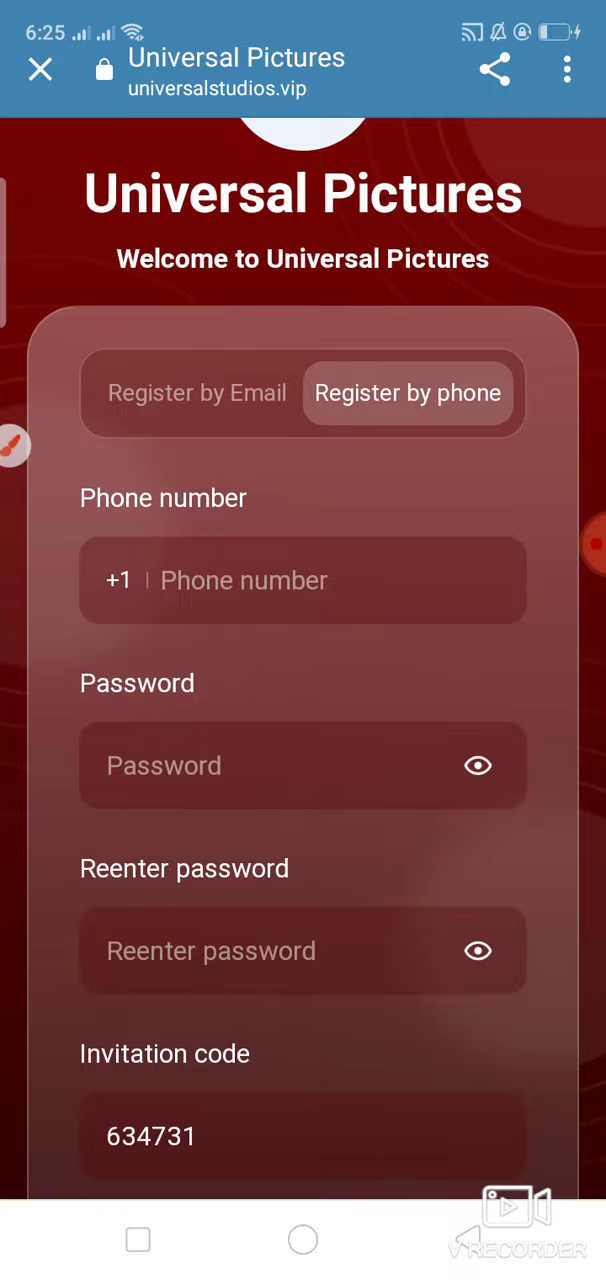 6:25
Universal Pictures
universalstudios.vip
Universal Pictures
Welcome to Universal Pictures
Register by Email Register by phone
Phone number
+1 Phone number
Password
Password
Reenter password
Reenter password
Invitation code
634731
V RECORDER